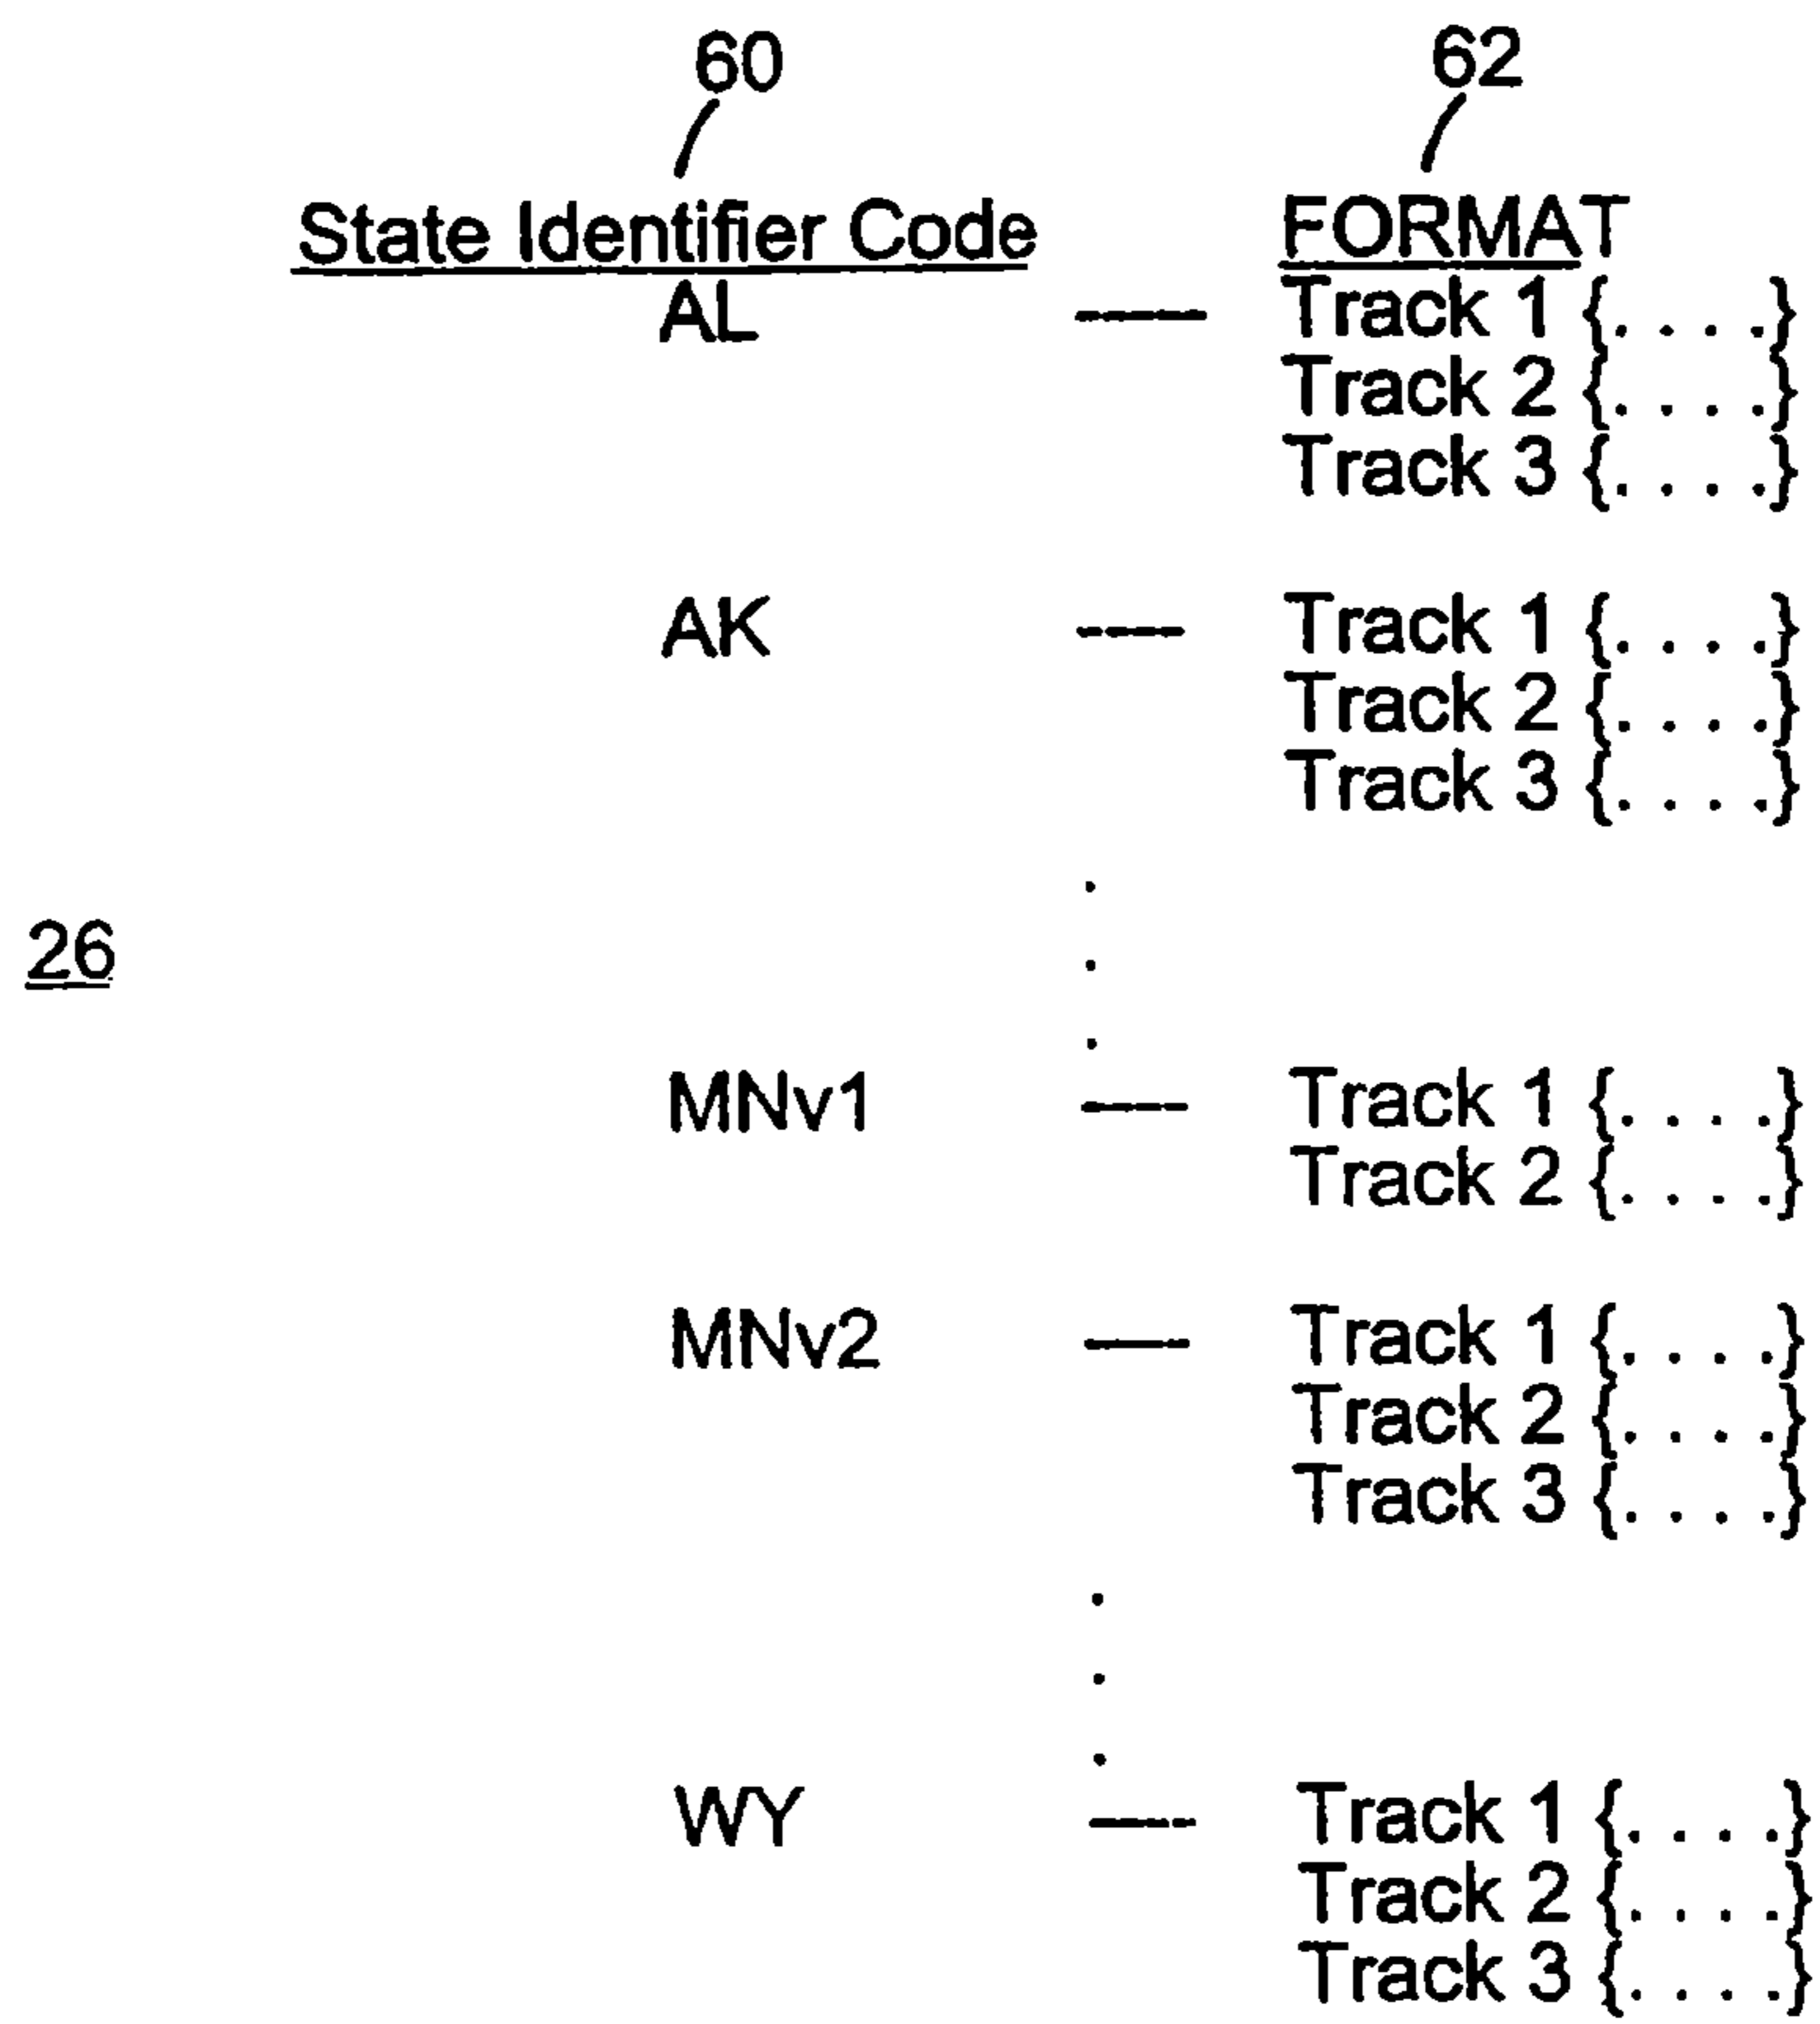 60 62
State Identifier Code FORMAT
AL — Track 1 {. . . .}
Track 2 {. . . .}
Track 3 {. . . .}
AK --- Track 1 {. . . .}
Track 2 {. . . .}
Track 3 {. . . .}
.
26
.
.
MNv1 — Track 1 {. . . .}
Track 2 {. . . .}
MNv2 — Track 1 {. . . .}
Track 2 {. . . .}
Track 3 {. . . .}
.
.
.
WY --- Track 1 {. . . .}
Track 2 {. . . .}
Track 3 {. . . .}